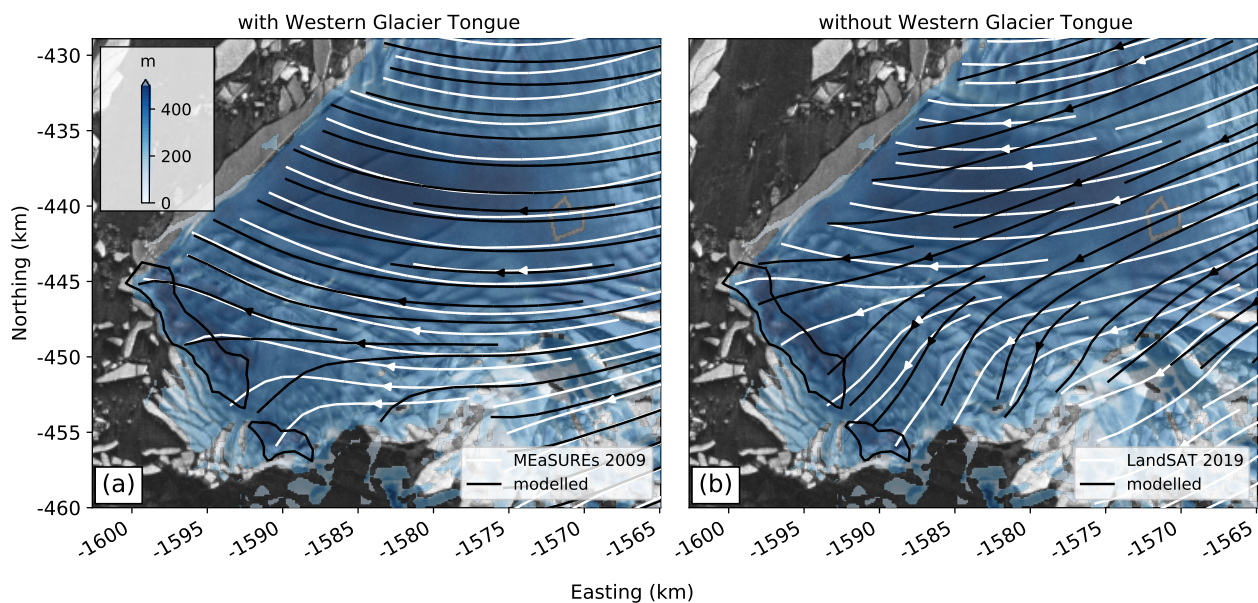 with Western Glacier Tongue
without Western Glacier Tongue
m
400
200
0
-430
-435
-440
-445
-450
-455
-460
Northing (km)
(a)
MEaSUREs 2009
modelled
(b)
LandSAT 2019
modelled
-1600
-1595
-1590
-1585
-1580
-1575
-1570
-1565
-1600
-1595
-1590
-1585
-1580
-1575
-1570
-1565
Easting (km)